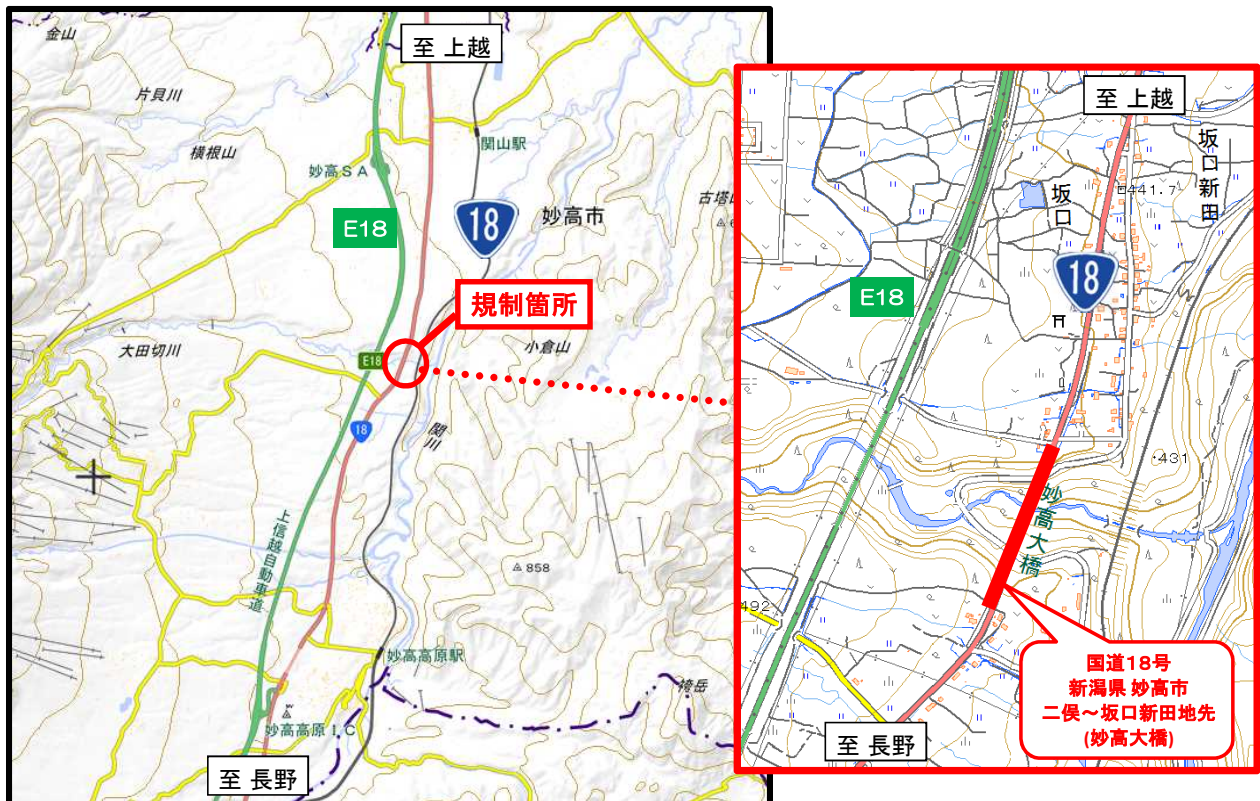 至 上越
金山
片貝川
横根山
関山駅
妙高SA
E18
18
妙高市
規制箇所
大田切川
E18
小倉山
18
関川
上信越自動車道
858
妙高高原駅
袴岳
妙高高原IC
至 長野
至 上越
坂口新田
441.7
坂口
18
E18
431
妙高大橋
492
国道18号
新潟県 妙高市
二俣～坂口新田地先
(妙高大橋)
至 長野